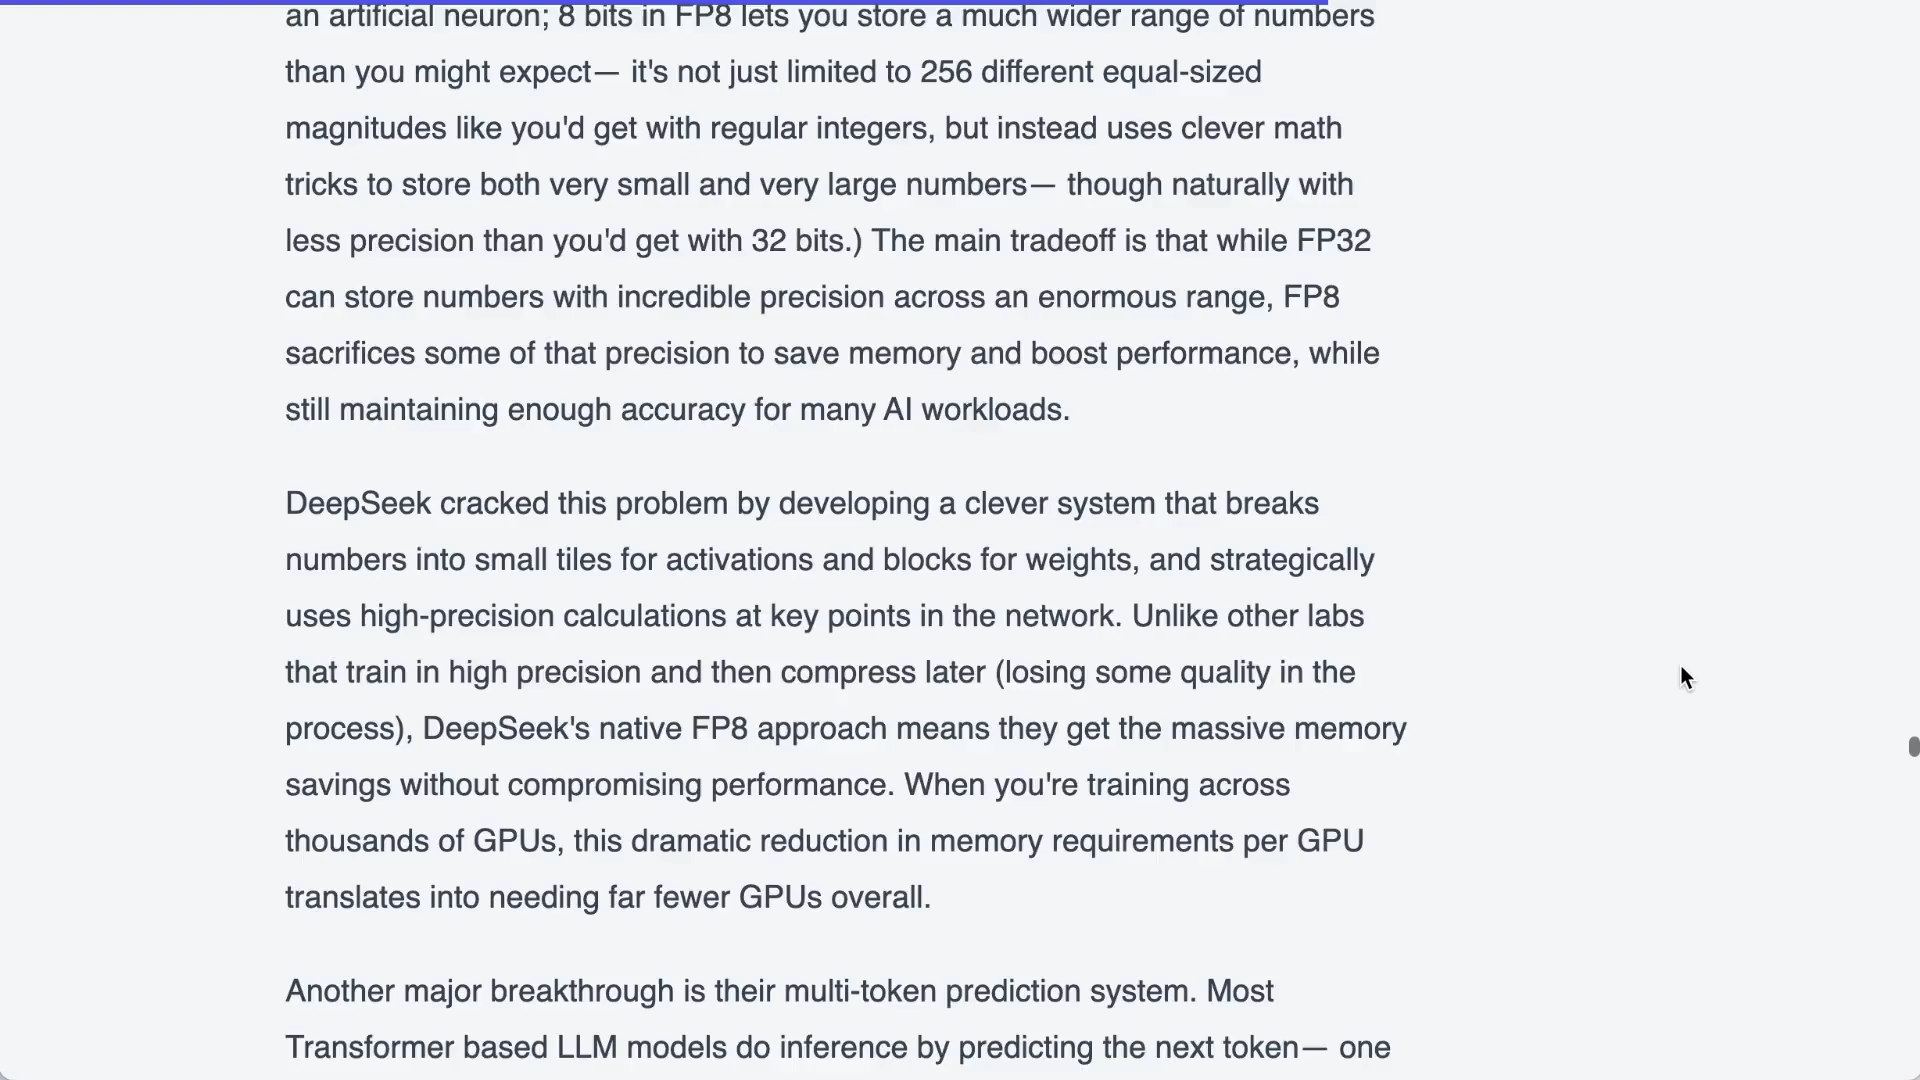 an artificial neuron; 8 bits in FP8 lets you store a much wider range of numbers
than you might expect— it's not just limited to 256 different equal-sized
magnitudes like you'd get with regular integers, but instead uses clever math
tricks to store both very small and very large numbers— though naturally with
less precision than you'd get with 32 bits.) The main tradeoff is that while FP32
can store numbers with incredible precision across an enormous range, FP8
sacrifices some of that precision to save memory and boost performance, while
still maintaining enough accuracy for many AI workloads.
DeepSeek cracked this problem by developing a clever system that breaks
numbers into small tiles for activations and blocks for weights, and strategically
uses high-precision calculations at key points in the network. Unlike other labs
that train in high precision and then compress later (losing some quality in the
process), DeepSeek's native FP8 approach means they get the massive memory
savings without compromising performance. When you're training across
thousands of GPUs, this dramatic reduction in memory requirements per GPU
translates into needing far fewer GPUs overall.
Another major breakthrough is their multi-token prediction system. Most
Transformer based LLM models do inference by predicting the next token— one